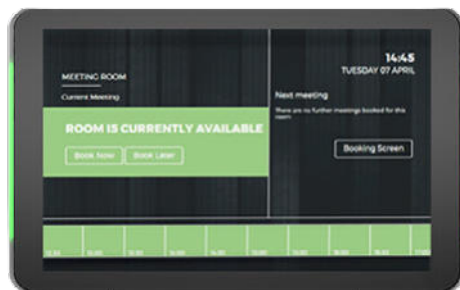 14:45
TUESDAY 07 APRIL
MEETING ROOM
Current Meeting
ROOM IS CURRENTLY AVAILABLE
Book Now Book Later
Next meeting
There are no further meetings booked for this
room
Booking Screen